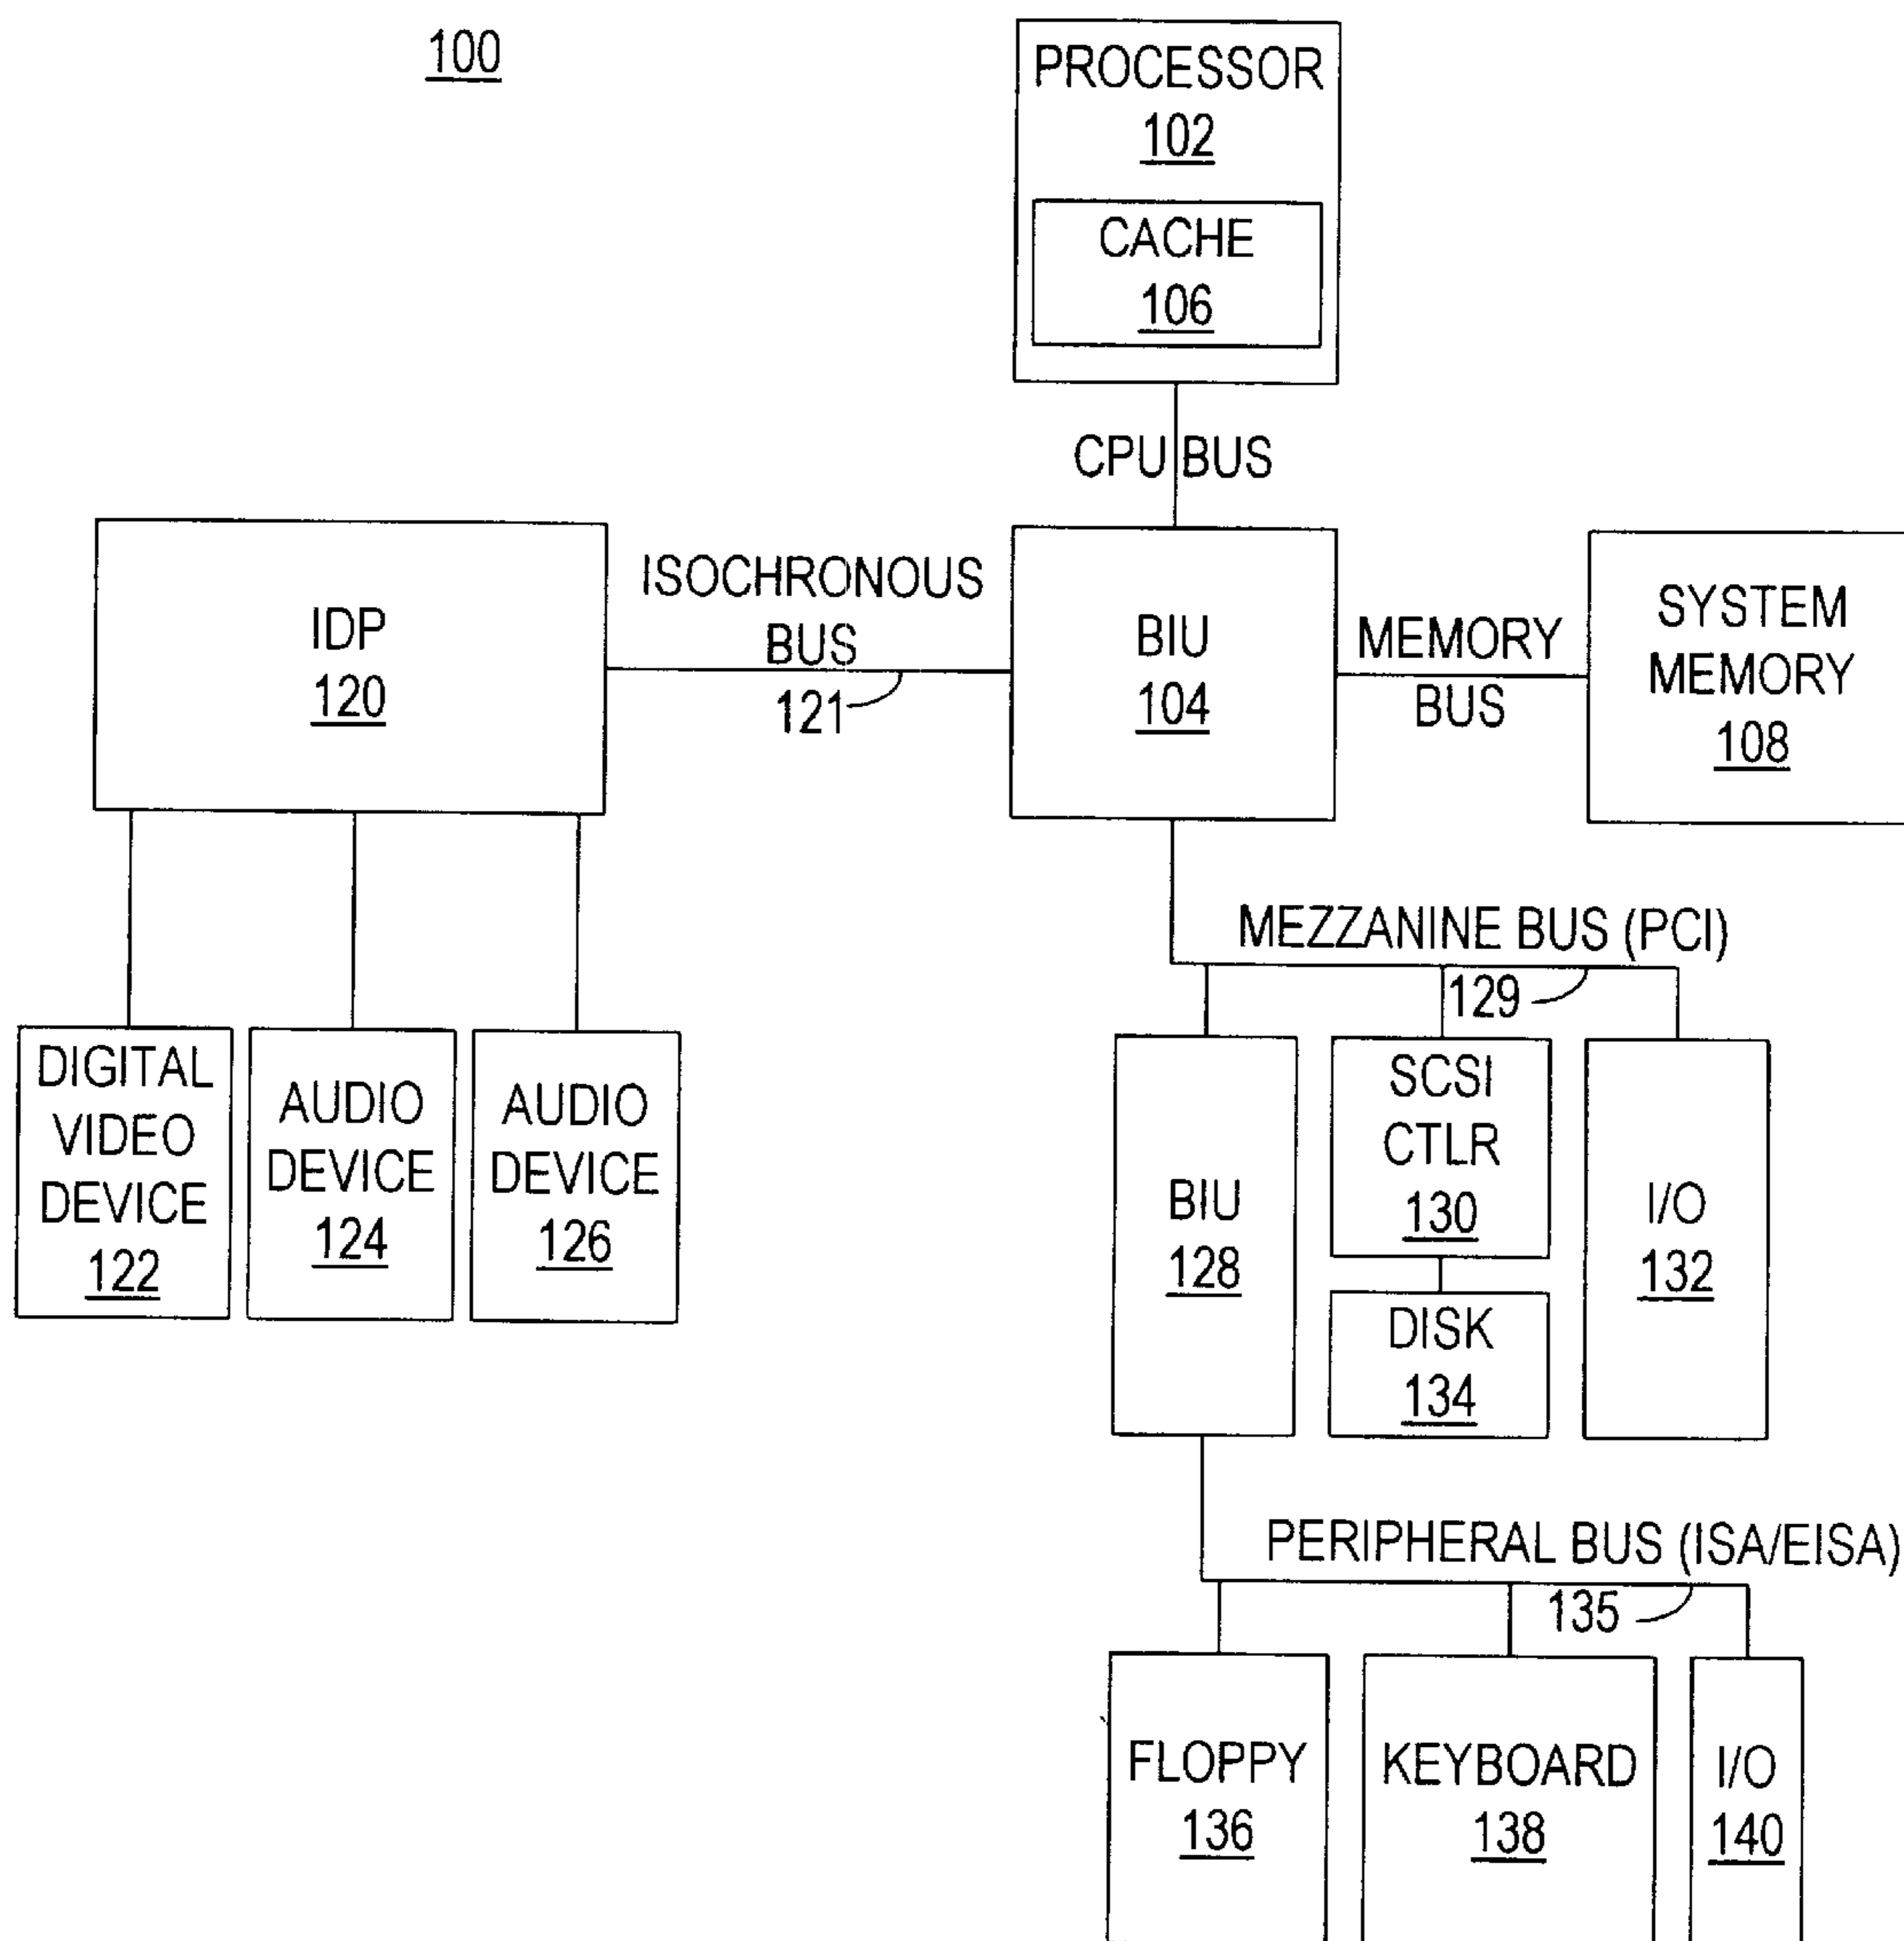 100
PROCESSOR
102
CACHE
106
CPU BUS
IDP
120
ISOCHRONOUS
BUS
121
BIU
104
MEMORY
BUS
SYSTEM
MEMORY
108
MEZZANINE BUS (PCI)
129
DIGITAL
VIDEO
DEVICE
122
AUDIO
DEVICE
124
AUDIO
DEVICE
126
BIU
128
SCSI
CTLR
130
DISK
134
I/O
132
PERIPHERAL BUS (ISA/EISA)
135
FLOPPY
136
KEYBOARD
138
I/O
140